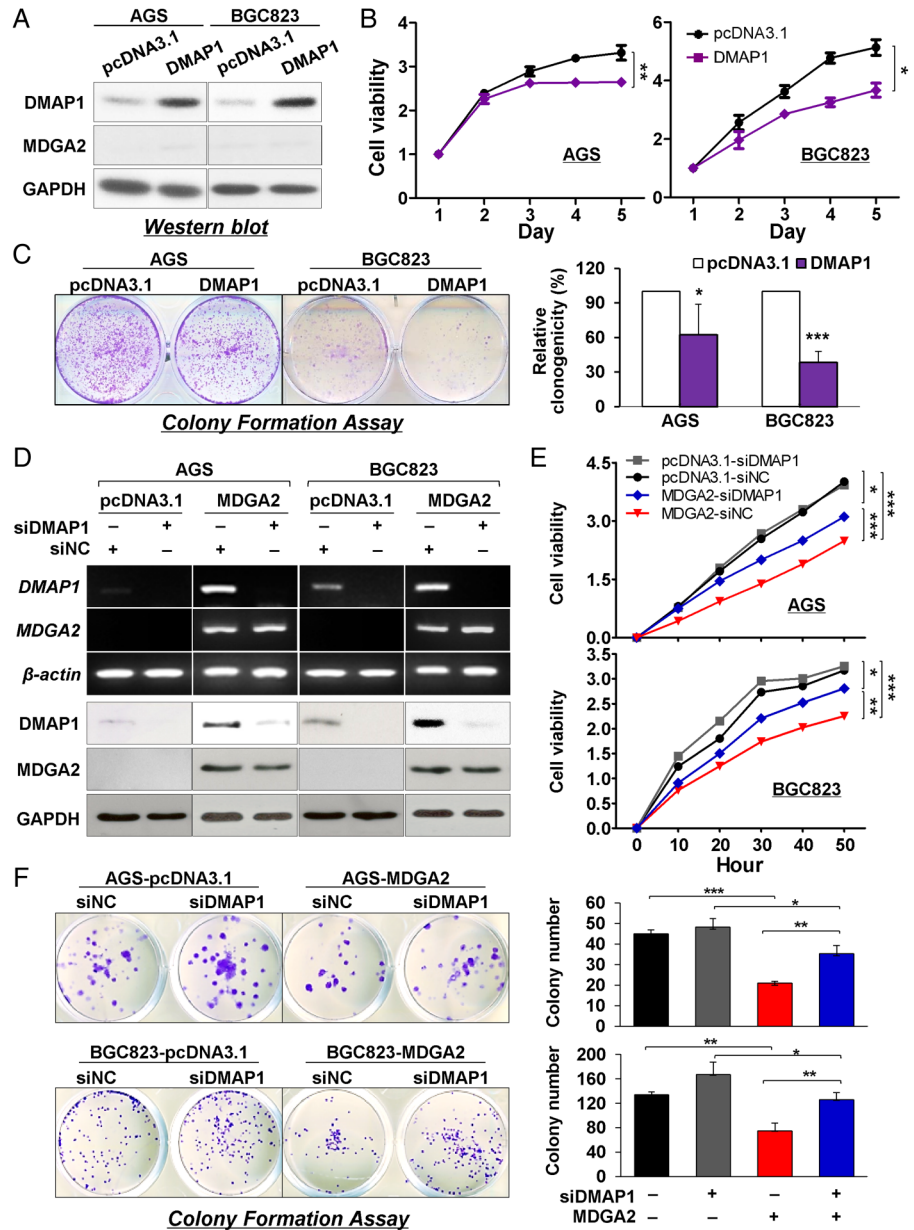 A
AGS BGC823
pcDNA3.1 DMAP1 pcDNA3.1 DMAP1
DMAP1
MDGA2
GAPDH
Western blot
B
Cell viability
4
3
2
1
0
1 2 3 4 5
Day
AGS
**
8
6
4
2
0
1 2 3 4 5
Day
pcDNA3.1
DMAP1
BGC823
*
C
AGS BGC823
pcDNA3.1 DMAP1 pcDNA3.1 DMAP1
Colony Formation Assay
Relative
clonogenicity (%)
120
90
60
30
0
pcDNA3.1 DMAP1
* ***
AGS BGC823
D
AGS BGC823
pcDNA3.1 MDGA2 pcDNA3.1 MDGA2
siDMAP1 – + – + – + – +
siNC + – + – + – + –
DMAP1
MDGA2
β-actin
DMAP1
MDGA2
GAPDH
E
pcDNA3.1-siDMAP1
pcDNA3.1-siNC
MDGA2-siDMAP1
MDGA2-siNC
Cell viability
4.5
3.0
1.5
0.0
AGS
* *** ***
Cell viability
3.5
3.0
2.5
2.0
1.5
1.0
0.5
0.0
BGC823
* ** ***
0 10 20 30 40 50
Hour
F
AGS-pcDNA3.1 AGS-MDGA2
siNC siDMAP1 siNC siDMAP1
BGC823-pcDNA3.1 BGC823-MDGA2
siNC siDMAP1 siNC siDMAP1
Colony Formation Assay
Colony number
60
50
40
30
20
10
0
*** * **
Colony number
200
160
120
80
40
0
** * **
siDMAP1 – + – +
MDGA2 – – + +